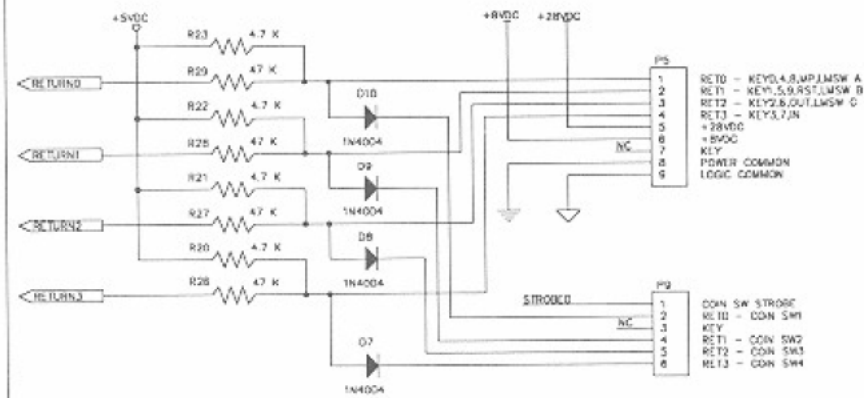 +5VDC
R23 4.7 K
R29 47 K
RETURN0
R22 4.7 K
D10
1N4004
R28 47 K
RETURN1
R21 4.7 K
D9
1N4004
R27 47 K
RETURN2
R20 4.7 K
D8
1N4004
R26 47 K
RETURN3
D7
1N4004
+8VDC +28VDC
P5
1 RET0 - KEY0,4,8,MP,LMSW A
2 RET1 - KEY1,5,9,RST,LMSW B
3 RET2 - KEY2,6,OUT,LMSW C
4 RET3 - KEY3,7,IN
5 +28VDC
6 +8VDC
NC 7 KEY
8 POWER COMMON
9 LOGIC COMMON
P9
STROBE0 1 COIN SW STROBE
2 RET0 - COIN SW1
NC 3 KEY
4 RET1 - COIN SW2
5 RET2 - COIN SW3
6 RET3 - COIN SW4